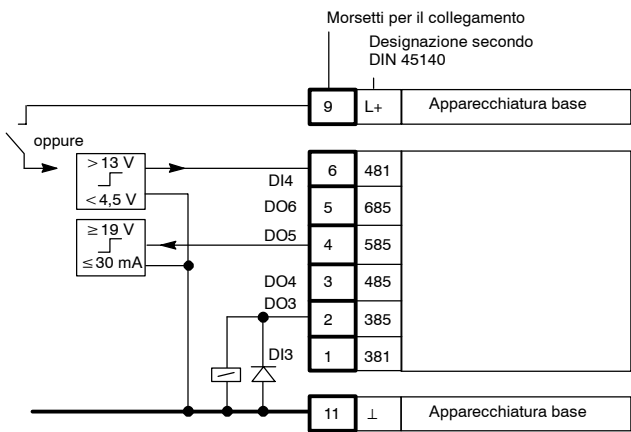 Morsetti per il collegamento
Designazione secondo
DIN 45140
9 L+ Apparecchiatura base
oppure
>13 V
<4,5 V
DI4 6 481
DO6 5 685
≥19 V
≤30 mA
DO5 4 585
DO4 3 485
DO3 2 385
DI3 1 381
11 ⊥ Apparecchiatura base